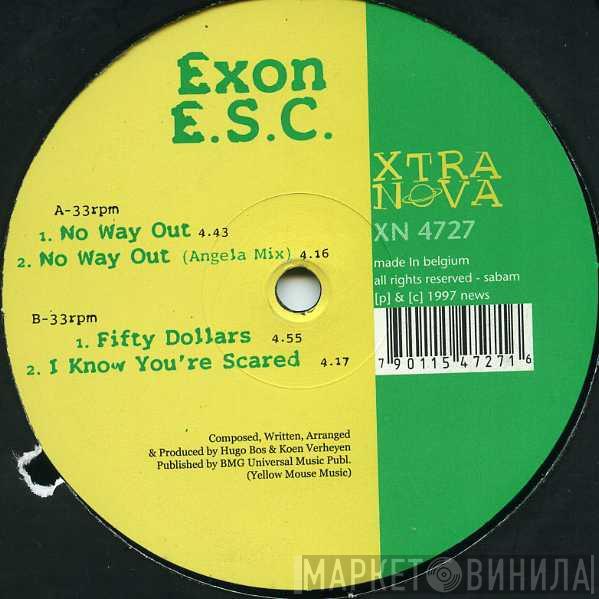 Exon
E.S.C.
XTRA
NOVA
XN 4727
made In belgium
all rights reserved - sabam
[p] & [c] 1997 news
7 90115 47271 6
A-33rpm
1. No Way Out 4.43
2. No Way Out (Angela Mix) 4.16
B-33rpm
1. Fifty Dollars 4.55
2. I Know You're Scared 4.17
Composed, Written, Arranged
& Produced by Hugo Bos & Koen Verheyen
Published by BMG Universal Music Publ.
(Yellow Mouse Music)
МАРКЕТ ВИНИЛА